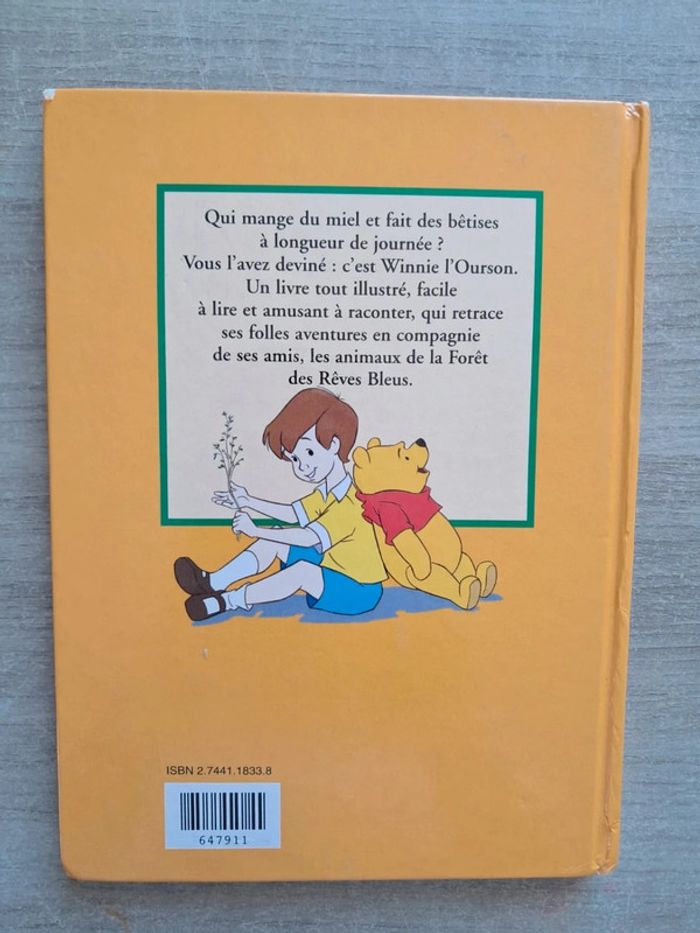 Qui mange du miel et fait des bêtises
à longueur de journée ?
Vous l'avez deviné : c'est Winnie l'Ourson.
Un livre tout illustré, facile
à lire et amusant à raconter, qui retrace
ses folles aventures en compagnie
de ses amis, les animaux de la Forêt
des Rêves Bleus.
ISBN 2.7441.1833.8
647911